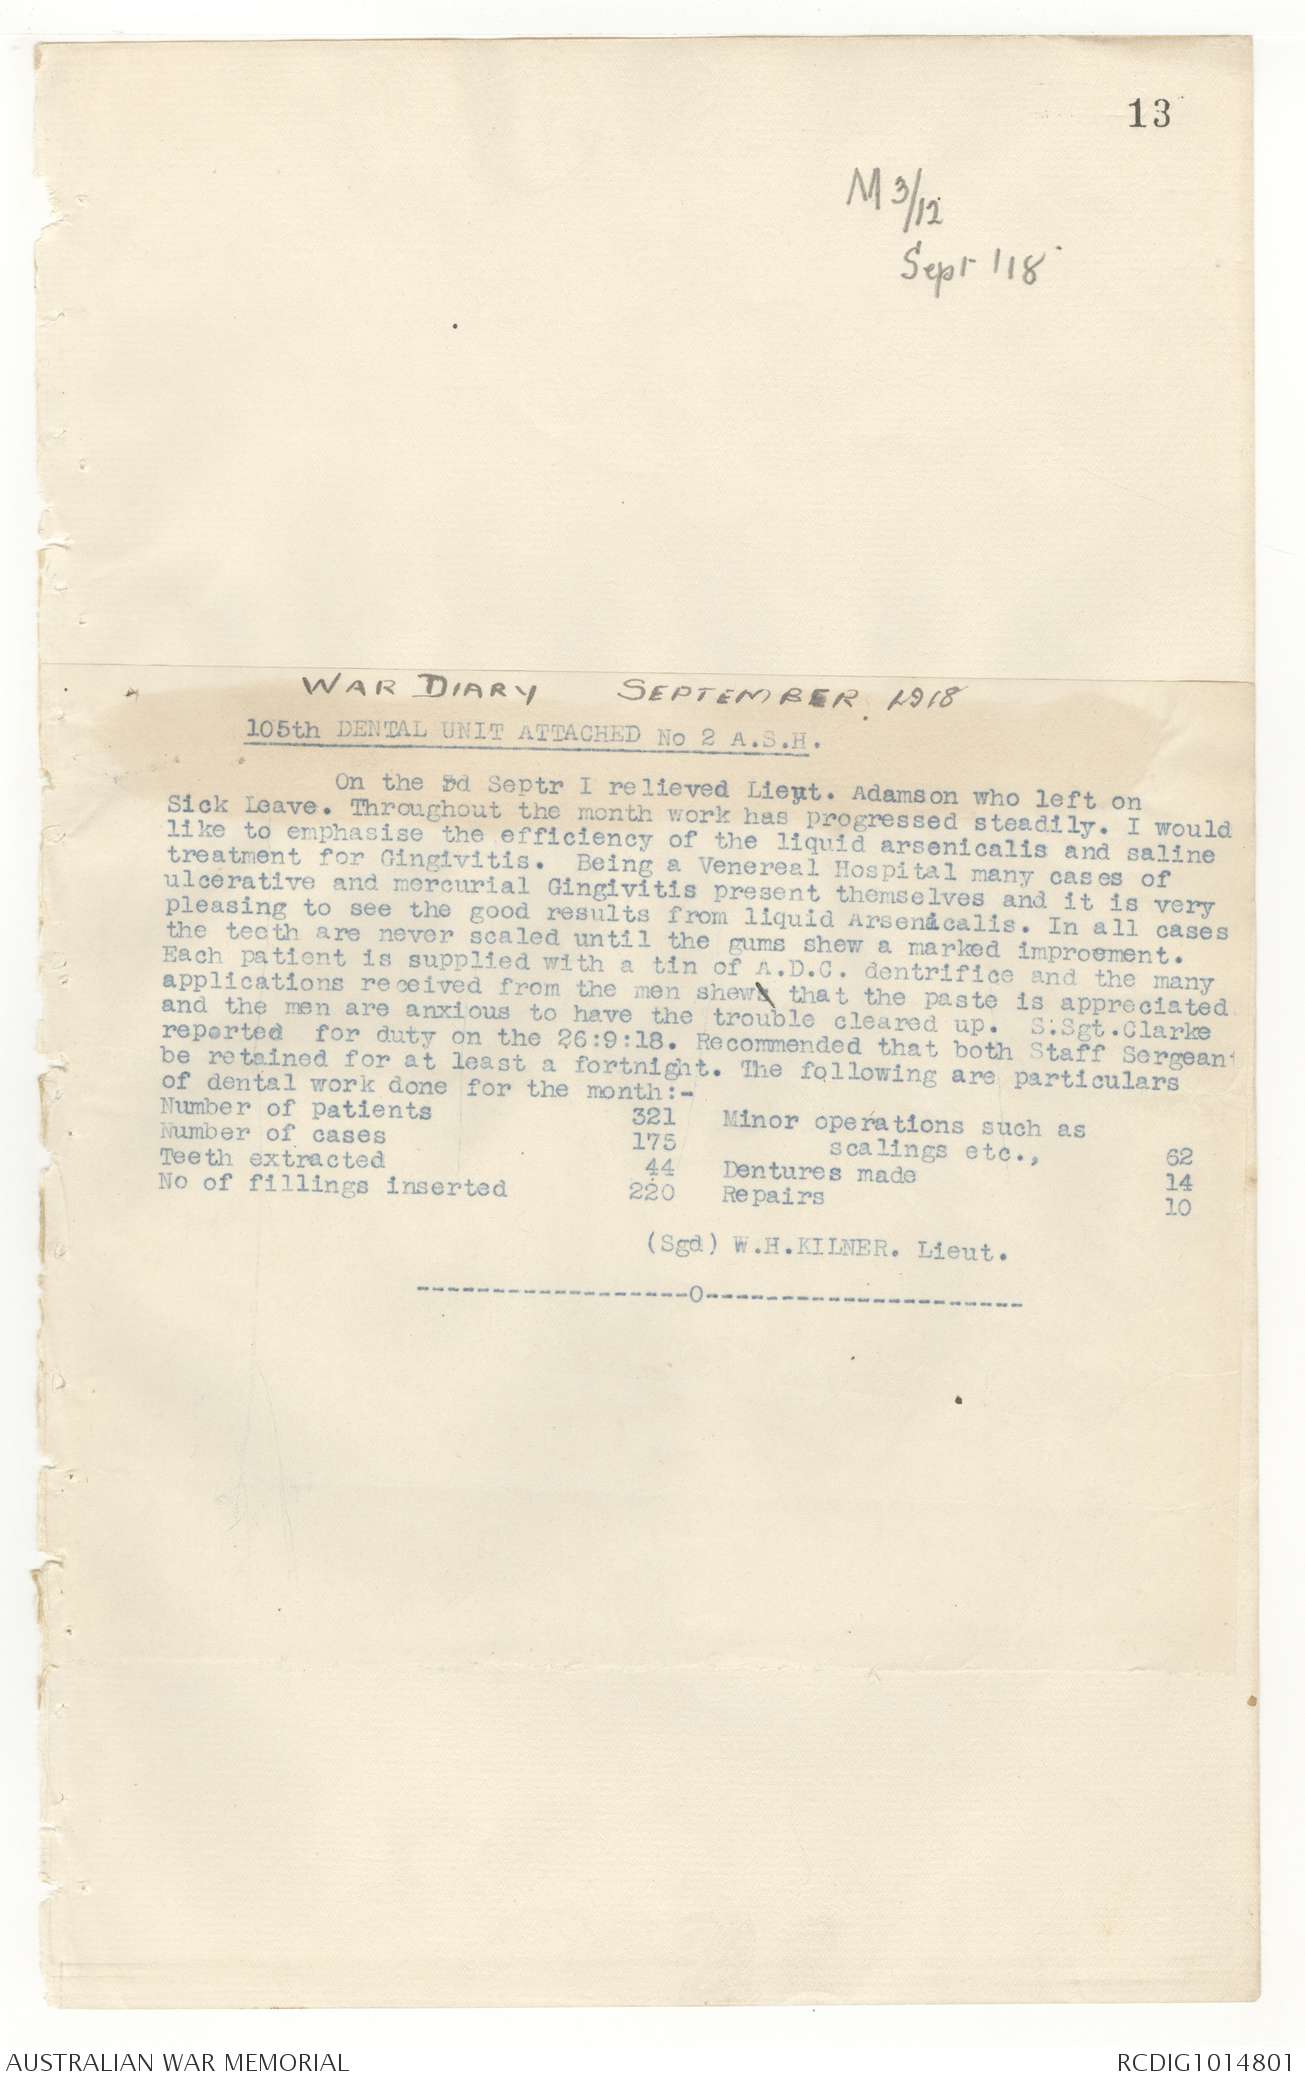 13
M 3/12
Sept '18
WAR DIARY SEPTEMBER, 1918
105th DENTAL UNIT ATTACHED No 2 A.S.H.
On the 3d Septr I relieved Lieut. Adamson who left on
Sick Leave. Throughout the month work has progressed steadily. I would
like to emphasise the efficiency of the liquid arsenicalis and saline
treatment for Gingivitis. Being a Venereal Hospital many cases of
ulcerative and mercurial Gingivitis present themselves and it is very
pleasing to see the good results from liquid Arsenicalis. In all cases
the teeth are never scaled until the gums shew a marked improement.
Each patient is supplied with a tin of A.D.C. dentrifice and the many
applications received from the men shew that the paste is appreciated
and the men are anxious to have the trouble cleared up. S:Sgt.Clarke
reported for duty on the 26:9:18. Recommended that both Staff Sergeant
be retained for at least a fortnight. The following are particulars
of dental work done for the month:-
Number of patients 321 Minor operations such as
Number of cases 175 scalings etc., 62
Teeth extracted 44 Dentures made 14
No of fillings inserted 220 Repairs 10
(Sgd) W.H.KILNER. Lieut.
-------------------O----------------------
AUSTRALIAN WAR MEMORIAL RCDIG1014801